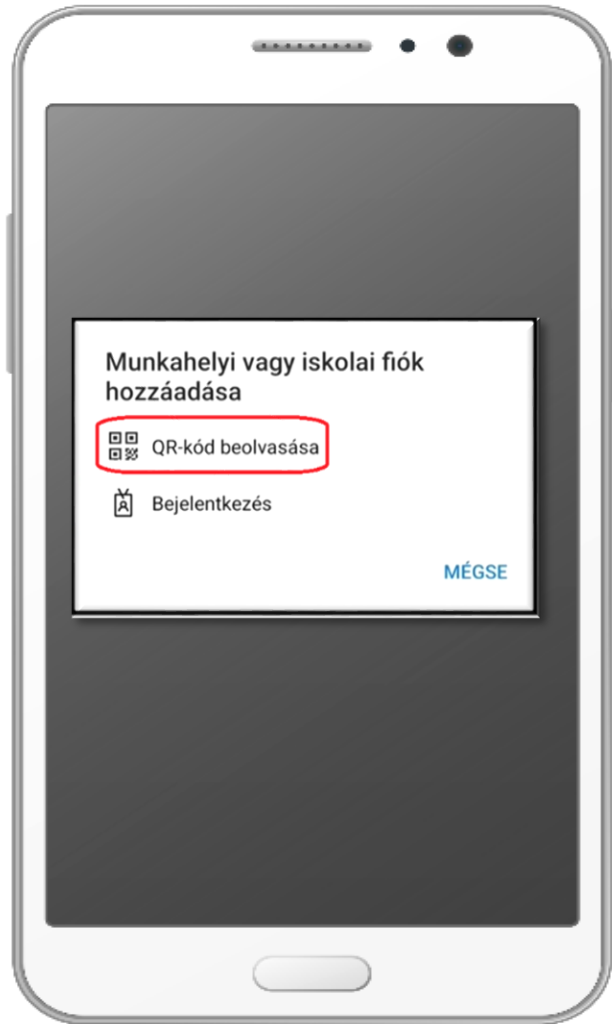 Munkahelyi vagy iskolai fiók
hozzáadása
QR-kód beolvasása
Bejelentkezés
MÉGSE